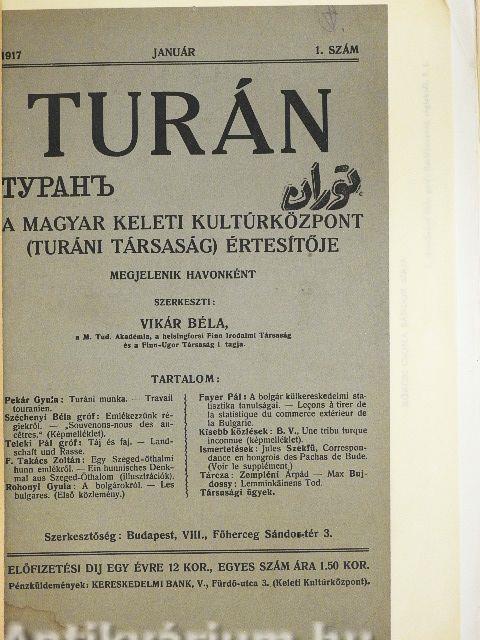 1917 JANUÁR 1. SZÁM
TURÁN
ТУРАНЪ توران
A MAGYAR KELETI KULTÚRKÖZPONT
(TURÁNI TÁRSASÁG) ÉRTESÍTŐJE
MEGJELENIK HAVONKÉNT
SZERKESZTI:
VIKÁR BÉLA,
a M. Tud. Akadémia, a helsingforsi Finn Irodalmi Társaság
és a Finn-Ugor Társaság l. tagja.
TARTALOM:
Pekár Gyula: Turáni munka. — Travail
touranien.
Széchenyi Béla gróf: Emlékezzünk ré-
giekről. — „Souvenons-nous des an-
cêtres." (Képmelléklet).
Teleki Pál gróf: Táj és faj. — Land-
schaft und Rasse.
F. Takács Zoltán: Egy Szeged-öthalmi
hunn emlékről. — Ein hunnisches Denk-
mal aus Szeged-Öthalom (illusztrációk).
Rohonyi Gyula: A bolgárokról. — Les
bulgares. (Első közlemény.)
Fayer Pál: A bolgár külkereskedelmi sta-
tisztika tanulságai. — Leçons à tirer de
la statistique du commerce extérieur de
la Bulgarie.
Kisebb közlések: B. V., Une tribu turque
inconnue (képmelléklet).
Ismertetések: Jules Szekfű, Correspon-
dance en hongrois des Pachas de Bude.
(Voir le supplément.)
Tárcza: Zempléni Árpád — Max Buj-
dossy: Lemminkäinens Tod.
Társasági ügyek.
Szerkesztőség: Budapest, VIII., Főherceg Sándor-tér 3.
ELŐFIZETÉSI DIJ EGY ÉVRE 12 KOR., EGYES SZÁM ÁRA 1.50 KOR.
Pénzküldemények: KERESKEDELMI BANK, V., Fürdő-utca 3. (Keleti Kultúrközpont).
Antikvárium.hu